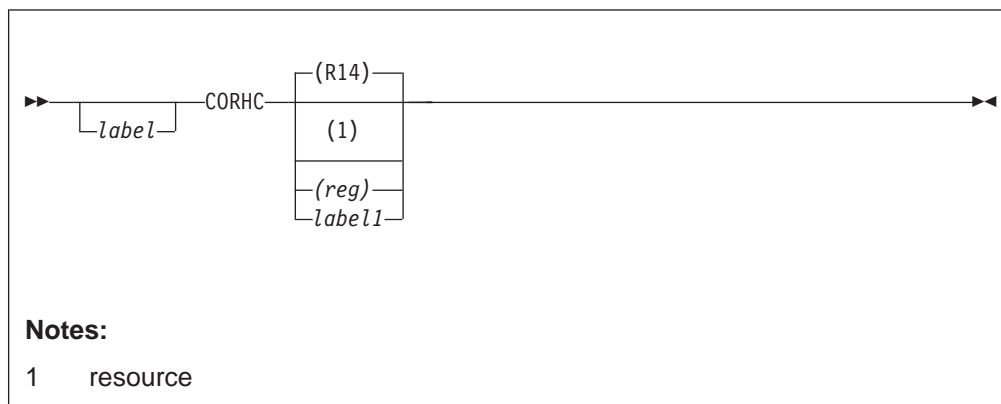 (R14)
label
CORHC
(1)
(reg)
label1
Notes:
1 resource